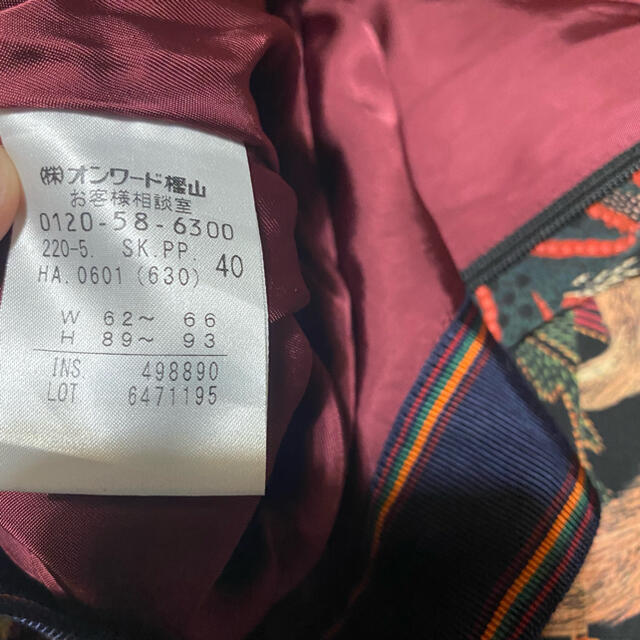 (株)オンワード樫山
お客様相談室
0120-58-6300
220-5. SK.PP.
HA.0601 (630) 40
W 62〜 66
H 89〜 93
INS. 498890
LOT 6471195